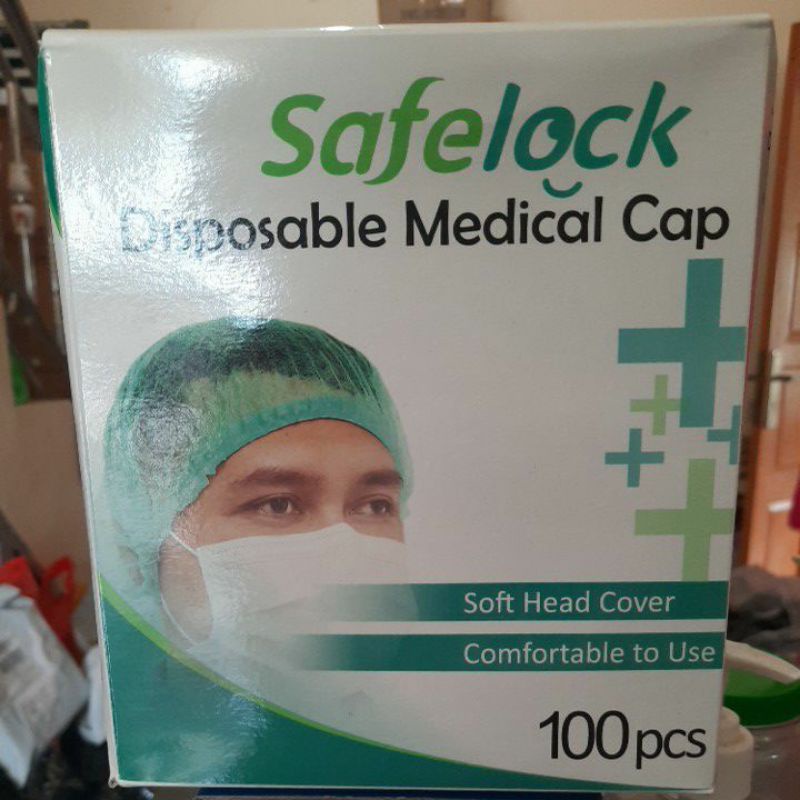 Safelock
Disposable Medical Cap
Soft Head Cover
Comfortable to Use
100pcs